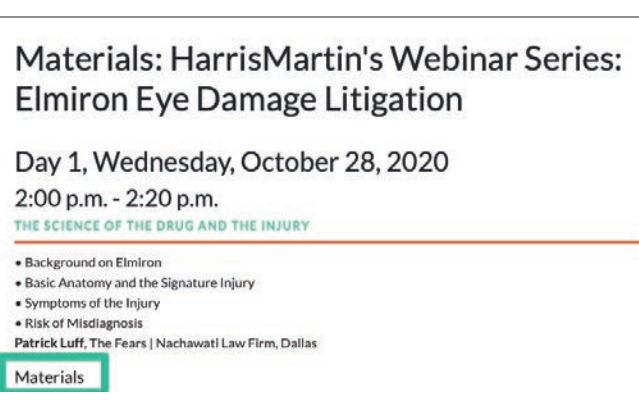 Materials: HarrisMartin's Webinar Series:
Elmiron Eye Damage Litigation
Day 1, Wednesday, October 28, 2020
2:00 p.m. - 2:20 p.m.
THE SCIENCE OF THE DRUG AND THE INJURY
• Background on Elmiron
• Basic Anatomy and the Signature Injury
• Symptoms of the Injury
• Risk of Misdiagnosis
Patrick Luff, The Fears | Nachawati Law Firm, Dallas
Materials